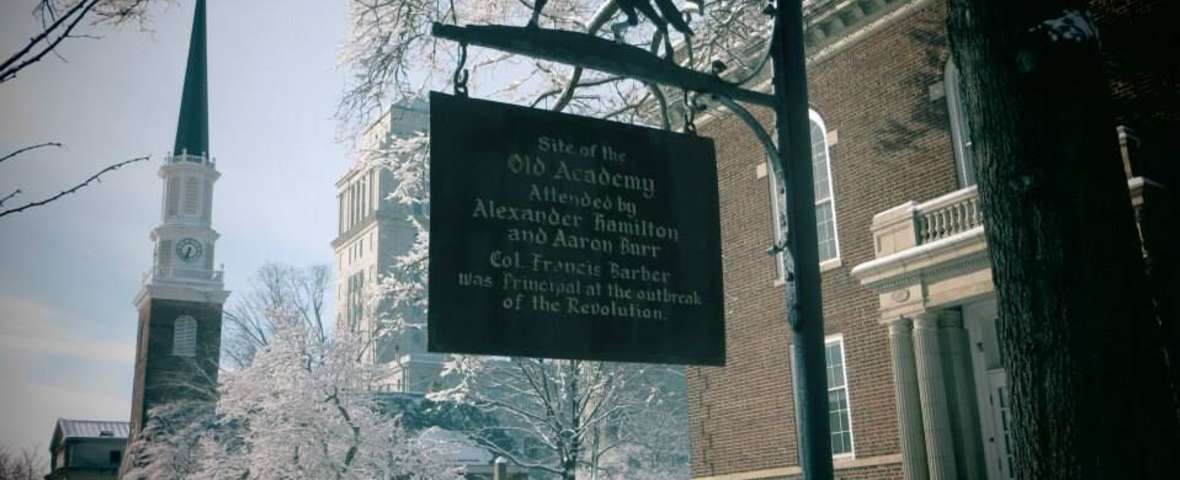 Site of the
Old Academy
Attended by
Alexander Hamilton
and Aaron Burr
Col. Francis Barber
was Principal at the outbreak
of the Revolution.